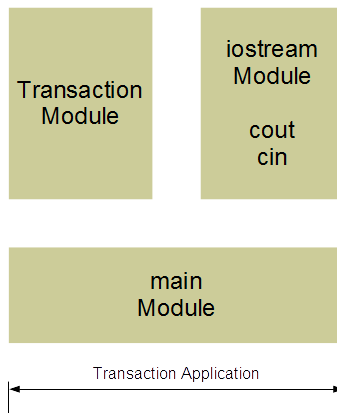 Transaction
Module
iostream
Module
cout
cin
main
Module
Transaction Application